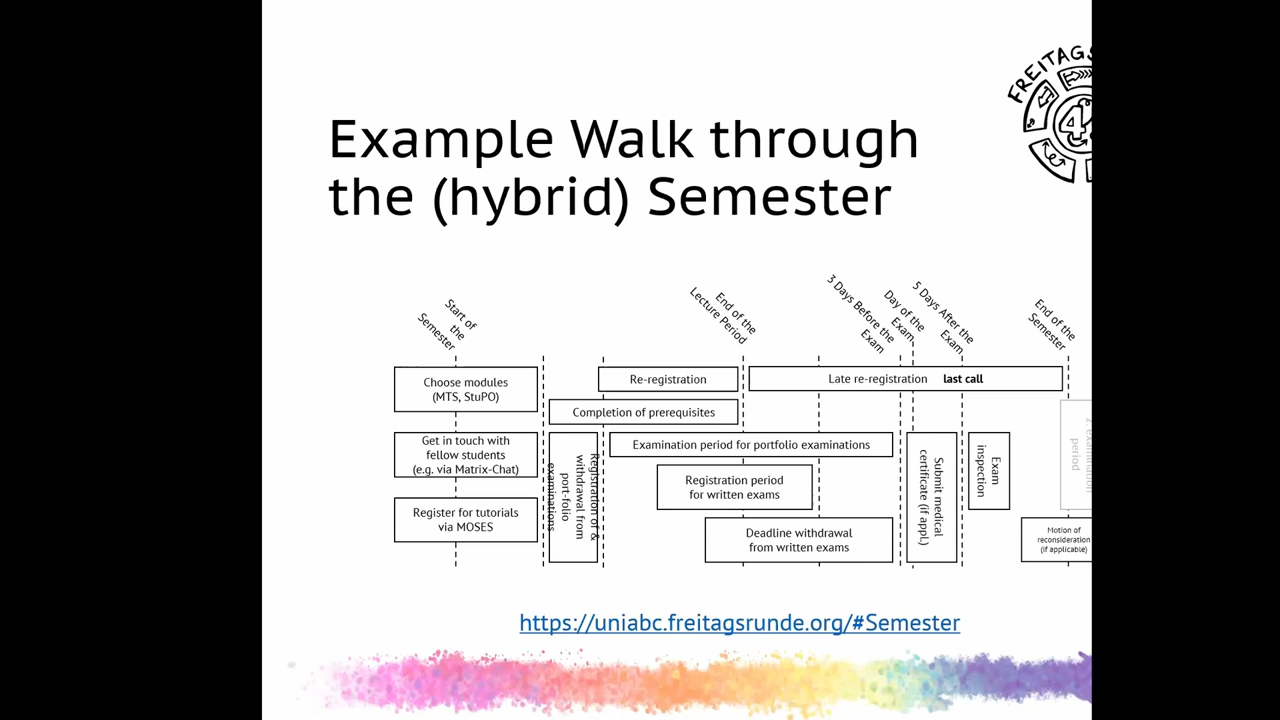 FREITAGS
Example Walk through
the (hybrid) Semester
Start of
the
Semester
End of the
Lecture Period
3 Days Before the
Exam
Day of the
Exam
5 Days After the
Exam
End of the
Semester
Choose modules
(MTS, StuPO)
Re-registration
Late re-registration last call
Completion of prerequisites
Get in touch with
fellow students
(e.g. via Matrix-Chat)
Registration of &
withdrawal from
port-folio
examinations
Examination period for portfolio examinations
Submit medical
certificate (if appl.)
Exam
inspection
2. examination
period
Registration period
for written exams
Register for tutorials
via MOSES
Deadline withdrawal
from written exams
Motion of
reconsideration
(if applicable)
https://uniabc.freitagsrunde.org/#Semester